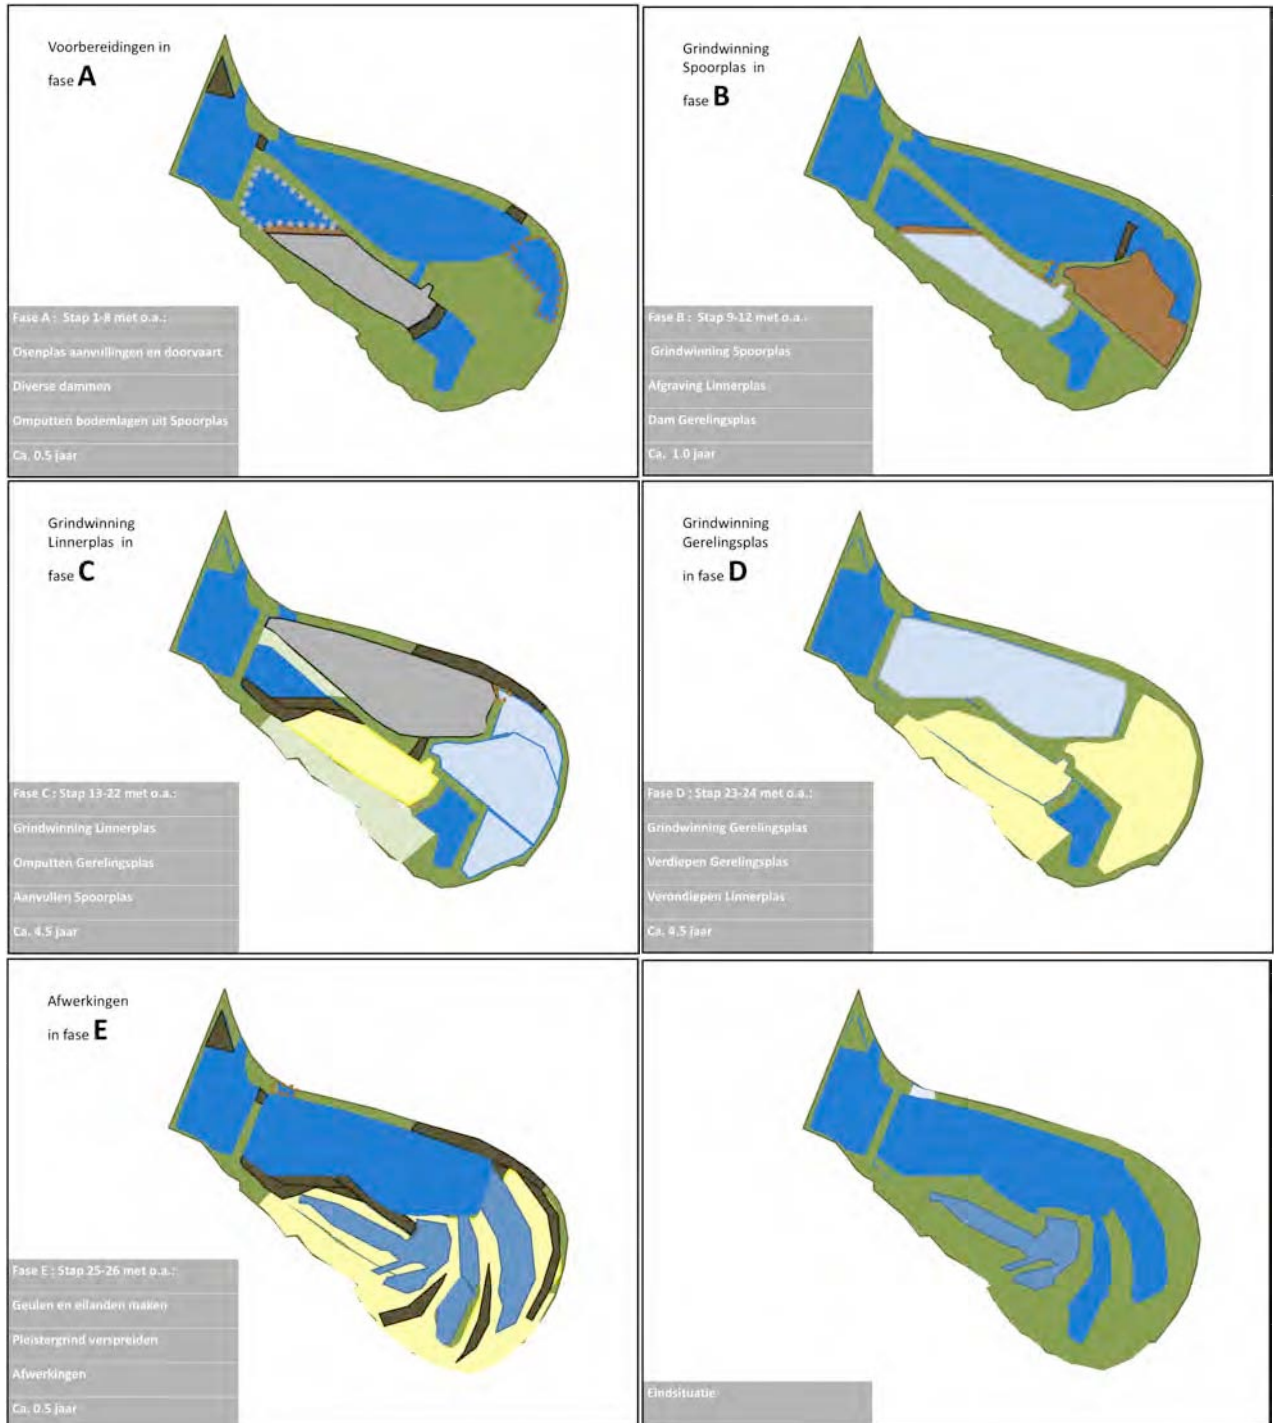 Voorbereidingen in
fase A
Fase A : Stap 1-8 met o.a.:
Osenplas aanvullingen en doorvaart
Diverse dammen
Omputten bodemlagen uit Spoorplas
Ca. 0.5 jaar
Grindwinning
Spoorplas in
fase B
Fase B : Stap 9-12 met o.a.-
Grindwinning Spoorplas
Afgraving Linnerplas
Dam Gerelingsplas
Ca. 1.0 jaar
Grindwinning
Linnerplas in
fase C
Fase C : Stap 13-22 met o.a.:
Grindwinning Linnerplas
Omputten Gerelingsplas
Aanvullen Spoorplas
Ca. 4.5 jaar
Grindwinning
Gerelingsplas
in fase D
Fase D : Stap 23-24 met o.a.:
Grindwinning Gerelingsplas
Verdiepen Gerelingsplas
Verondiepen Linnerplas
Ca. 4.5 jaar
Afwerkingen
in fase E
Fase E : Stap 25-26 met o.a.:
Geulen en eilanden maken
Pleistergrind verspreiden
Afwerkingen
Ca. 0.5 jaar
Eindsituatie